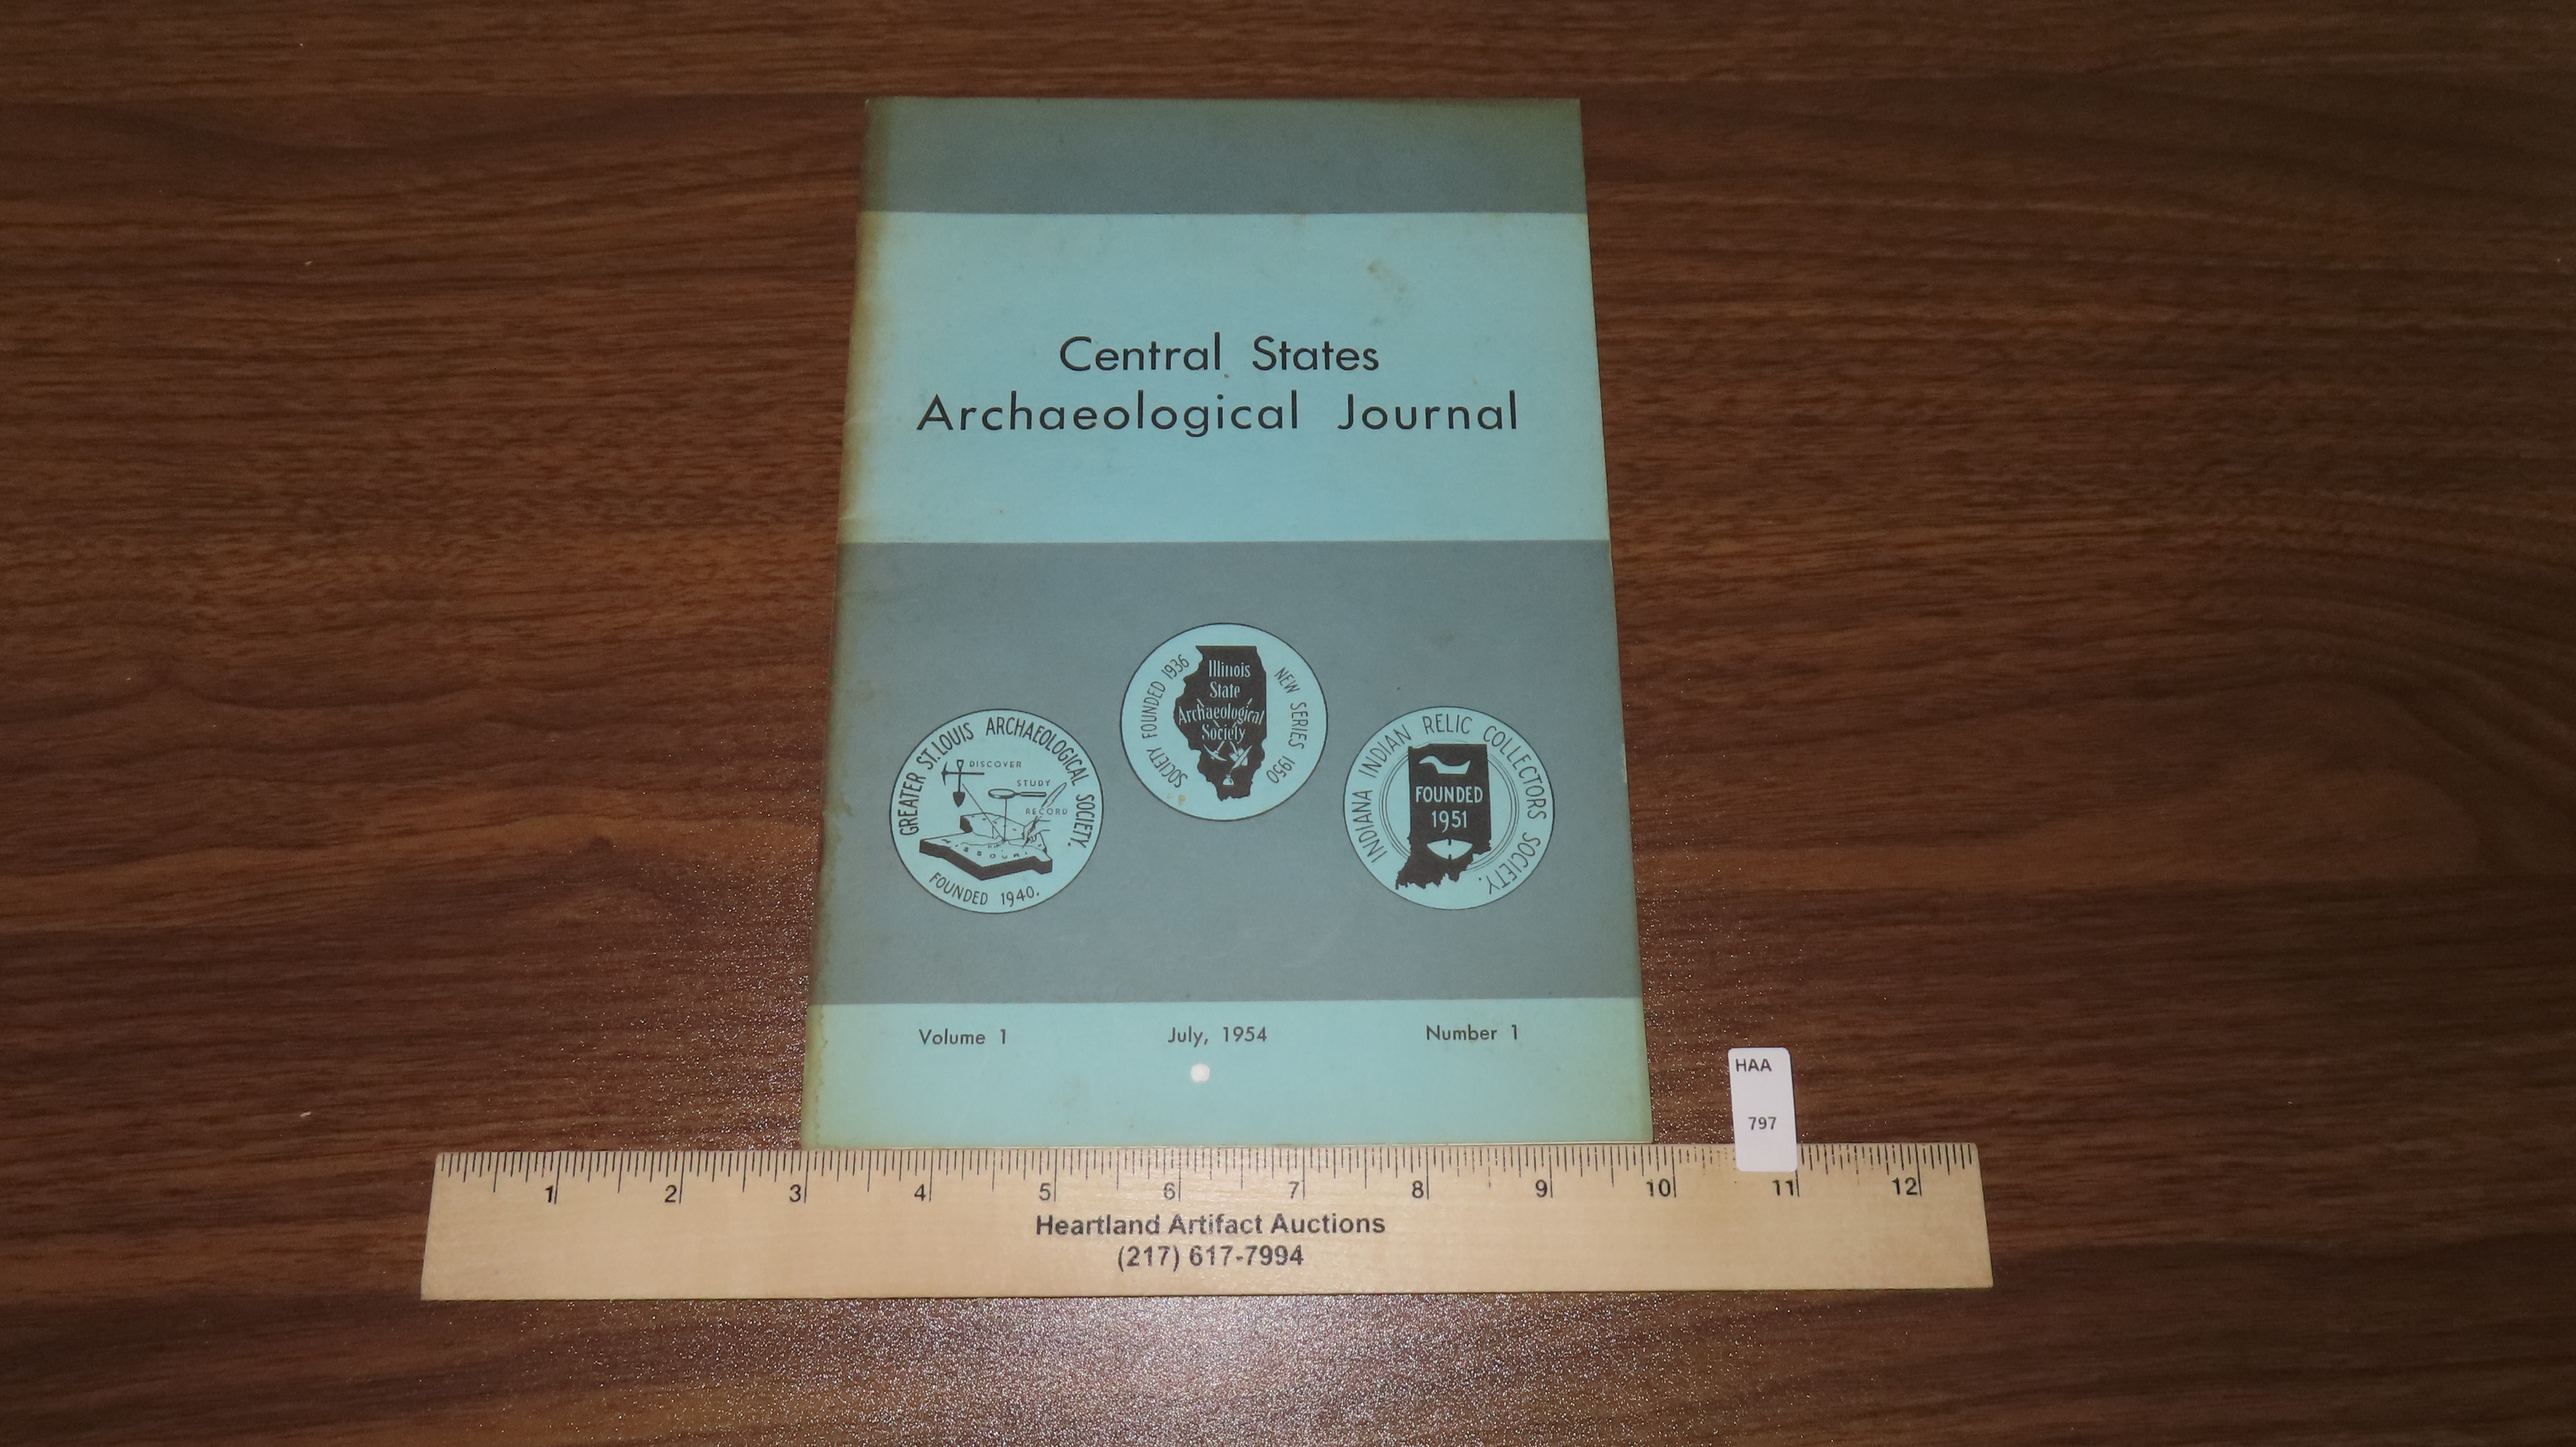 Central States
Archaeological Journal
SOCIETY FOUNDED 1936
NEW SERIES 1950
Illinois
State
Archaeological
Society
GREATER ST. LOUIS ARCHAEOLOGICAL SOCIETY.
DISCOVER
STUDY
RECORD
MISSOURI
FOUNDED 1940.
INDIANA INDIAN RELIC COLLECTORS SOCIETY.
FOUNDED
1951
Volume 1 July, 1954 Number 1
HAA
797
1 2 3 4 5 6 7 8 9 10 11 12
Heartland Artifact Auctions
(217) 617-7994